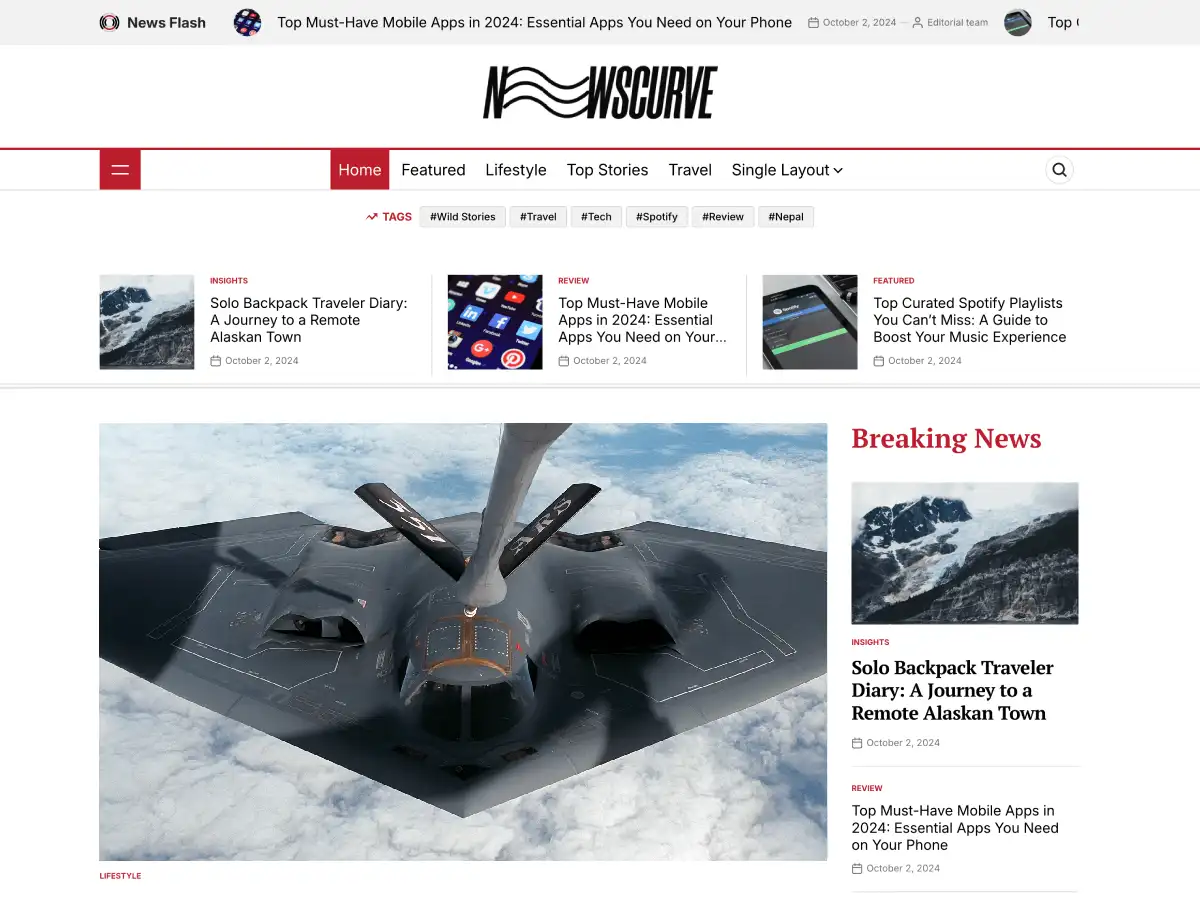 News Flash
Top Must-Have Mobile Apps in 2024: Essential Apps You Need on Your Phone
October 2, 2024
Editorial team
Top
NEWSCURVE
Home
Featured
Lifestyle
Top Stories
Travel
Single Layout
TAGS
#Wild Stories
#Travel
#Tech
#Spotify
#Review
#Nepal
INSIGHTS
Solo Backpack Traveler Diary:
A Journey to a Remote
Alaskan Town
October 2, 2024
REVIEW
Top Must-Have Mobile
Apps in 2024: Essential
Apps You Need on Your…
October 2, 2024
FEATURED
Top Curated Spotify Playlists
You Can’t Miss: A Guide to
Boost Your Music Experience
October 2, 2024
351
ARS
LIFESTYLE
Breaking News
INSIGHTS
Solo Backpack Traveler
Diary: A Journey to a
Remote Alaskan Town
October 2, 2024
REVIEW
Top Must-Have Mobile Apps in
2024: Essential Apps You Need
on Your Phone
October 2, 2024